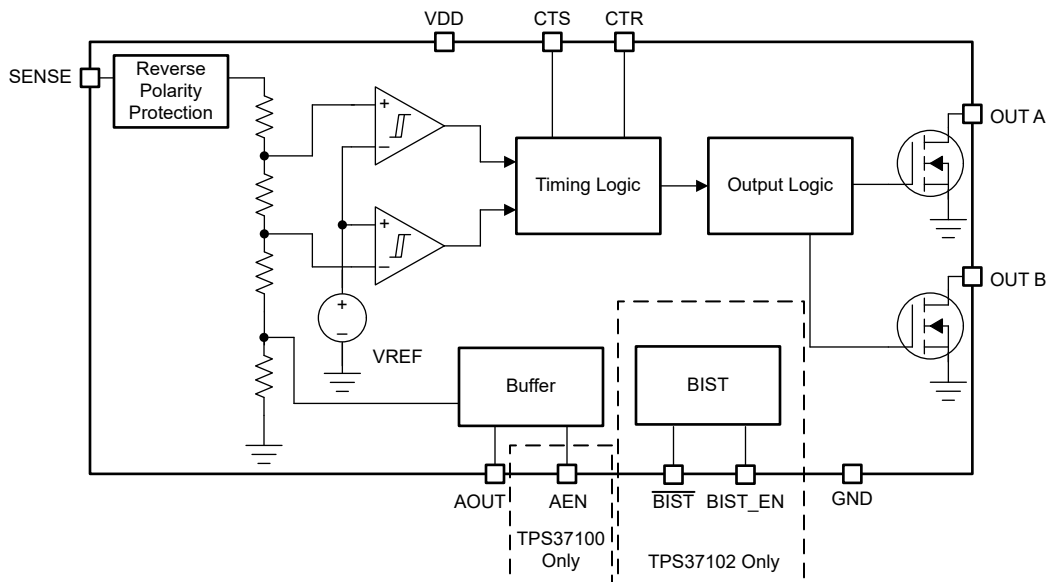 VDD
CTS
CTR
SENSE
Reverse
Polarity
Protection
OUT A
+
−
Timing Logic
Output Logic
+
−
OUT B
+
−
VREF
Buffer
BIST
AOUT
AEN
BIST
BIST_EN
GND
TPS37100
Only
TPS37102 Only